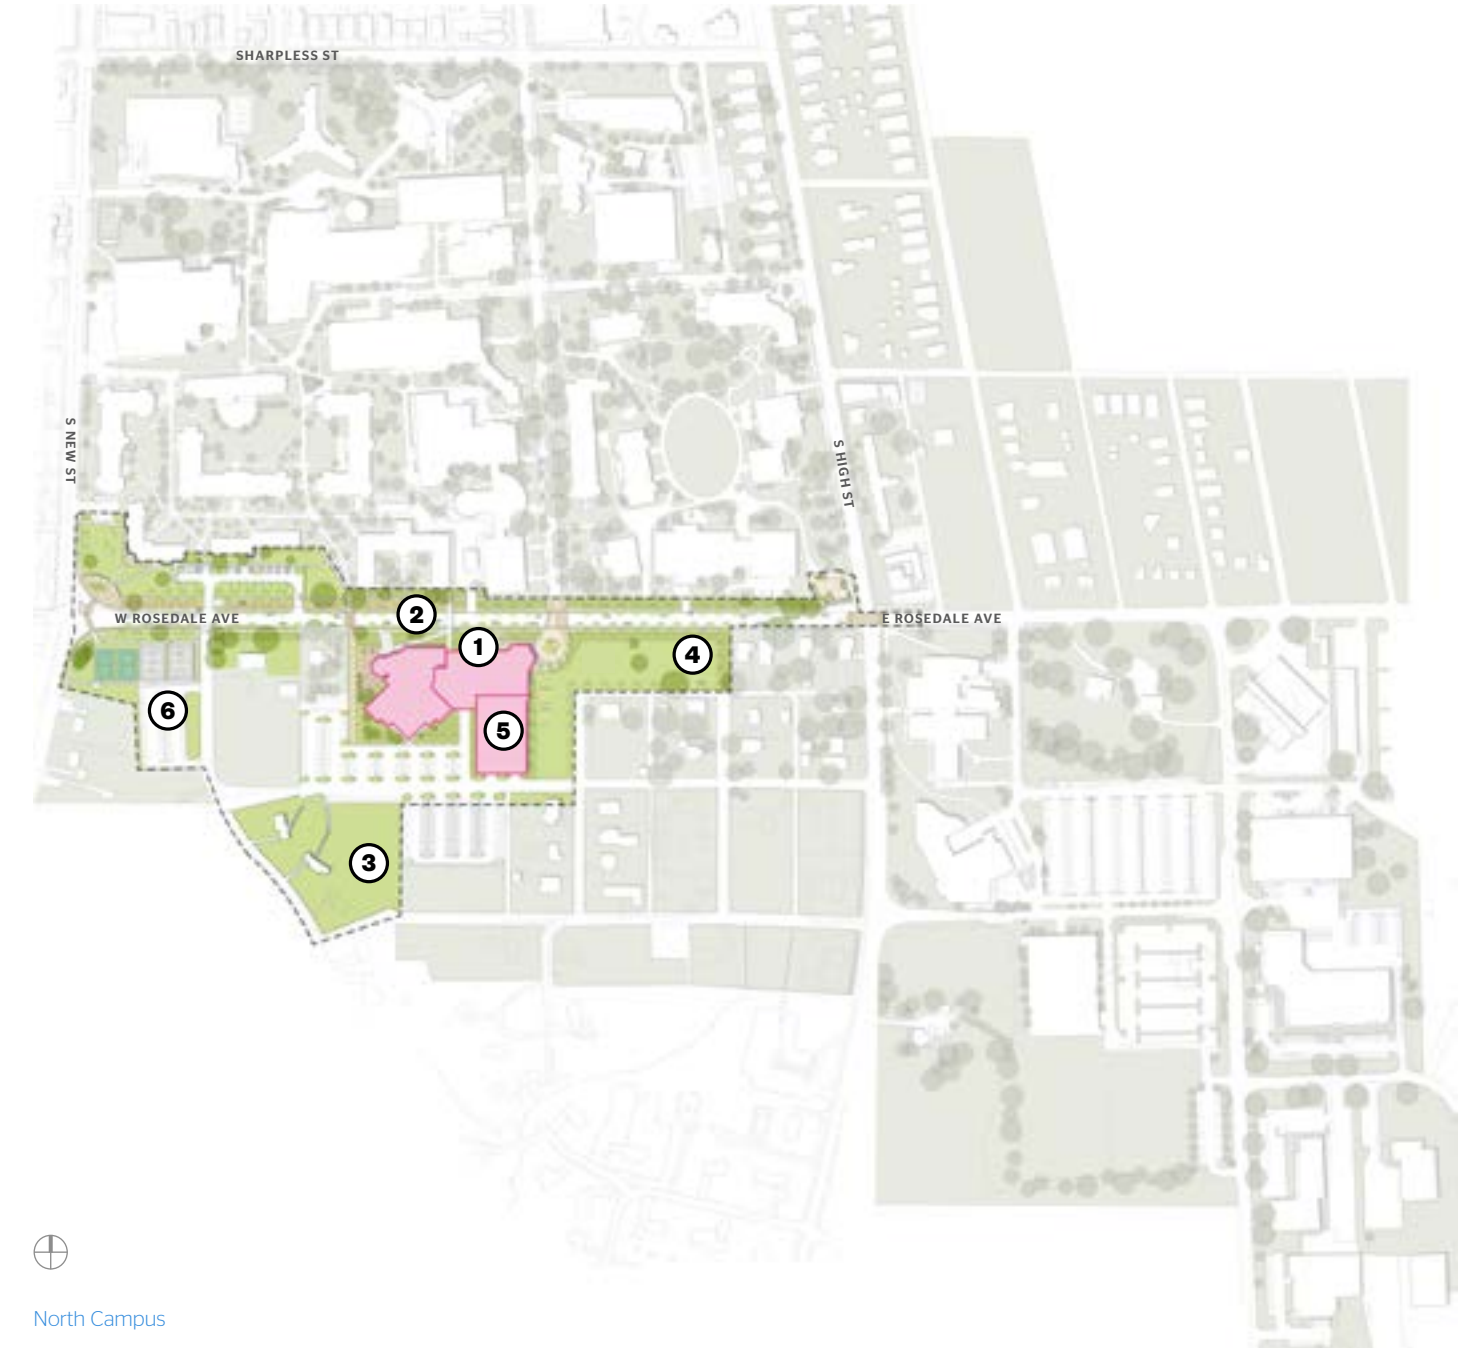 SHARPLESS ST
S NEW ST
S HIGH ST
2
W ROSEDALE AVE
E ROSEDALE AVE
1
4
6
5
3
North Campus